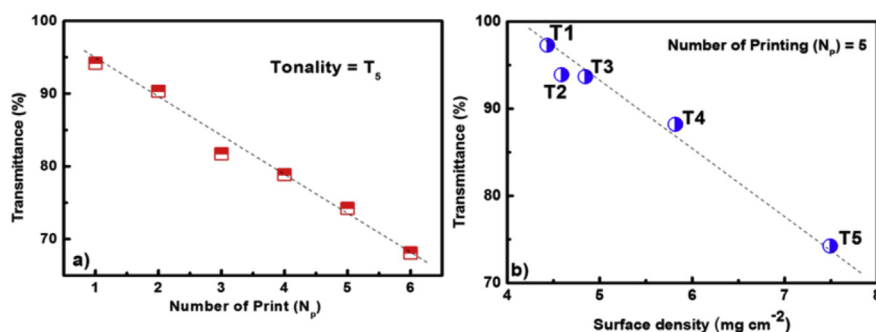 Transmittance (%)
100
90
80
70
Tonality = T5
a)
1 2 3 4 5 6
Number of Print (Np)
Transmittance (%)
100
90
80
70
Number of Printing (Np) = 5
T1
T2
T3
T4
T5
b)
4 5 6 7 8
Surface density (mg cm-2)